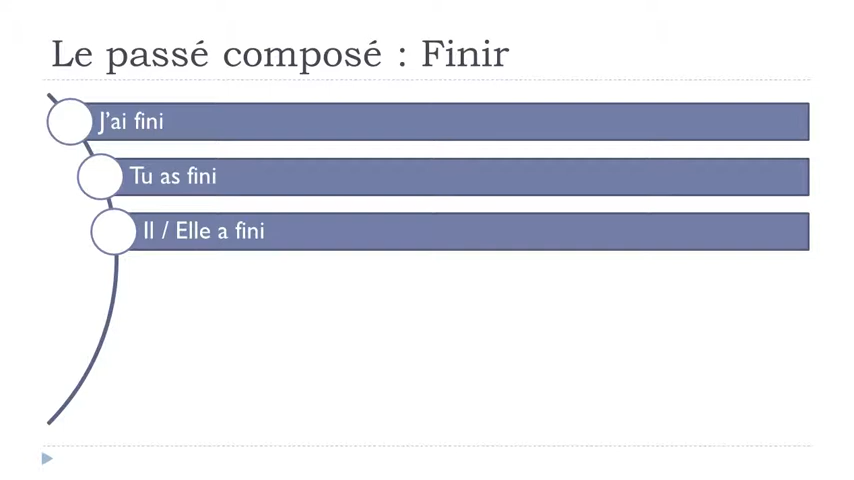 Le passé composé : Finir
J’ai fini
Tu as fini
Il / Elle a fini